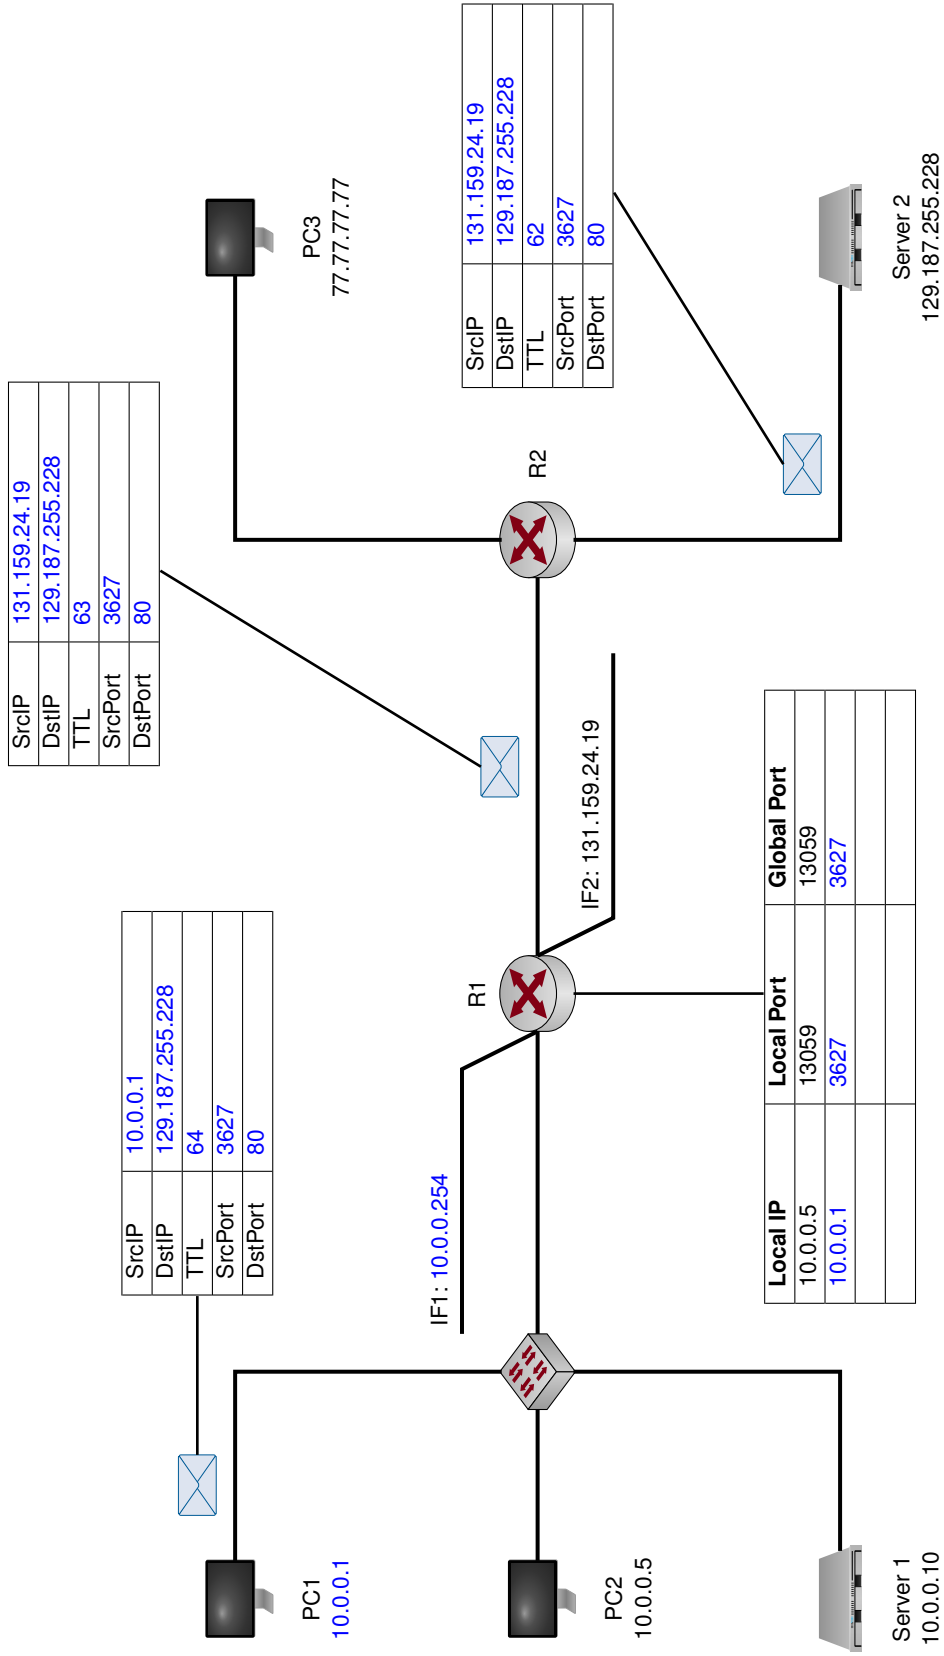 SrcIP 131.159.24.19
DstIP 129.187.255.228
TTL 63
SrcPort 3627
DstPort 80
SrcIP 10.0.0.1
DstIP 129.187.255.228
TTL 64
SrcPort 3627
DstPort 80
SrcIP 131.159.24.19
DstIP 129.187.255.228
TTL 62
SrcPort 3627
DstPort 80
PC1
10.0.0.1
PC3
77.77.77.77
IF1: 10.0.0.254
R1
R2
IF2: 131.159.24.19
PC2
10.0.0.5
Local IP Local Port Global Port
10.0.0.5 13059 13059
10.0.0.1 3627 3627
Server 1
10.0.0.10
Server 2
129.187.255.228